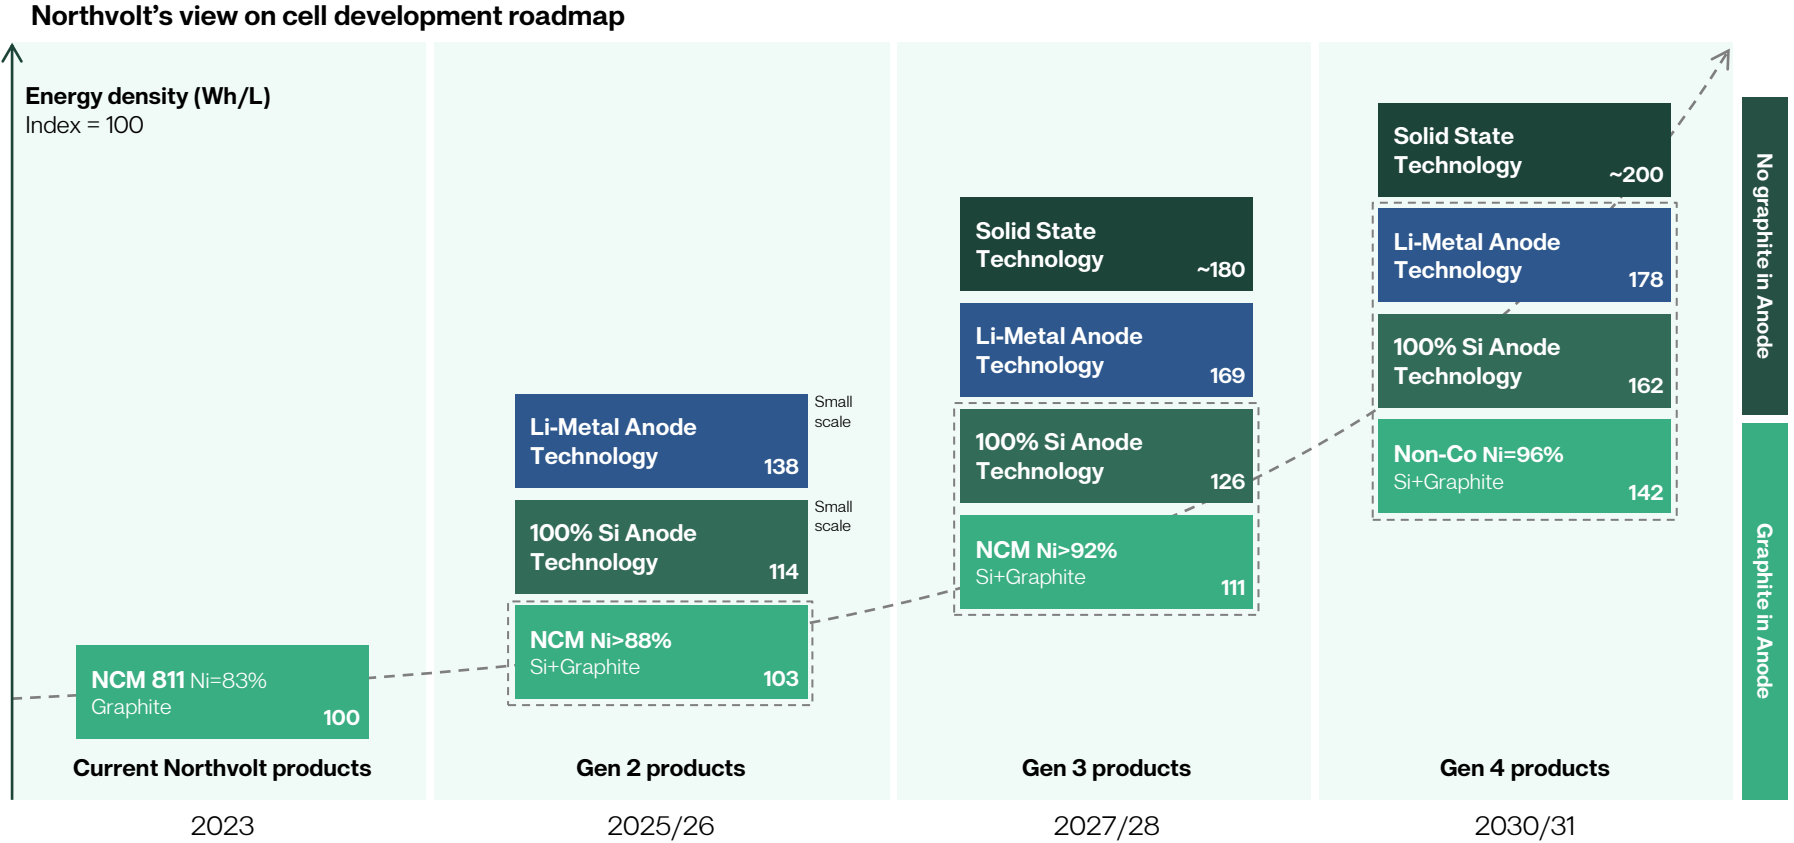 Northvolt’s view on cell development roadmap
Energy density (Wh/L)
Index = 100
NCM 811 Ni=83%
Graphite
100
Current Northvolt products
2023
Li-Metal Anode
Technology
138
Small
scale
100% Si Anode
Technology
114
Small
scale
NCM Ni>88%
Si+Graphite
103
Gen 2 products
2025/26
Solid State
Technology
~180
Li-Metal Anode
Technology
169
100% Si Anode
Technology
126
NCM Ni>92%
Si+Graphite
111
Gen 3 products
2027/28
Solid State
Technology
~200
Li-Metal Anode
Technology
178
100% Si Anode
Technology
162
Non-Co Ni=96%
Si+Graphite
142
Gen 4 products
2030/31
No graphite in Anode
Graphite in Anode